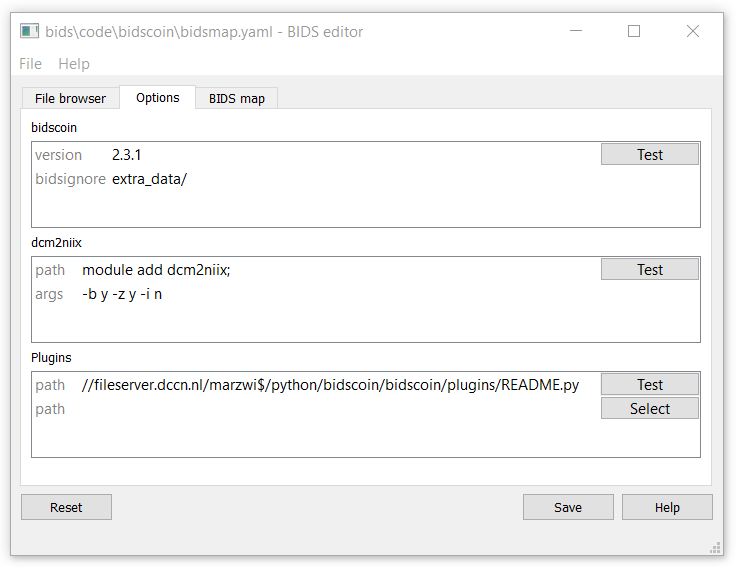 bids\code\bidscoin\bidsmap.yaml - BIDS editor
File Help
File browser Options BIDS map
bidscoin
version 2.3.1 Test
bidsignore extra_data/
dcm2niix
path module add dcm2niix; Test
args -b y -z y -i n
Plugins
path //fileserver.dccn.nl/marzwi$/python/bidscoin/bidscoin/plugins/README.py Test
path Select
Reset Save Help